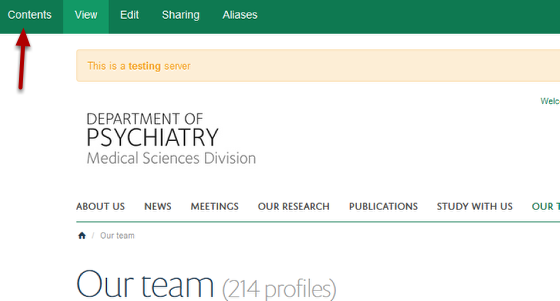 Contents View Edit Sharing Aliases
This is a testing server
DEPARTMENT OF
PSYCHIATRY
Medical Sciences Division
ABOUT US NEWS MEETINGS OUR RESEARCH PUBLICATIONS STUDY WITH US OUR
/ Our team
Our team (214 profiles)